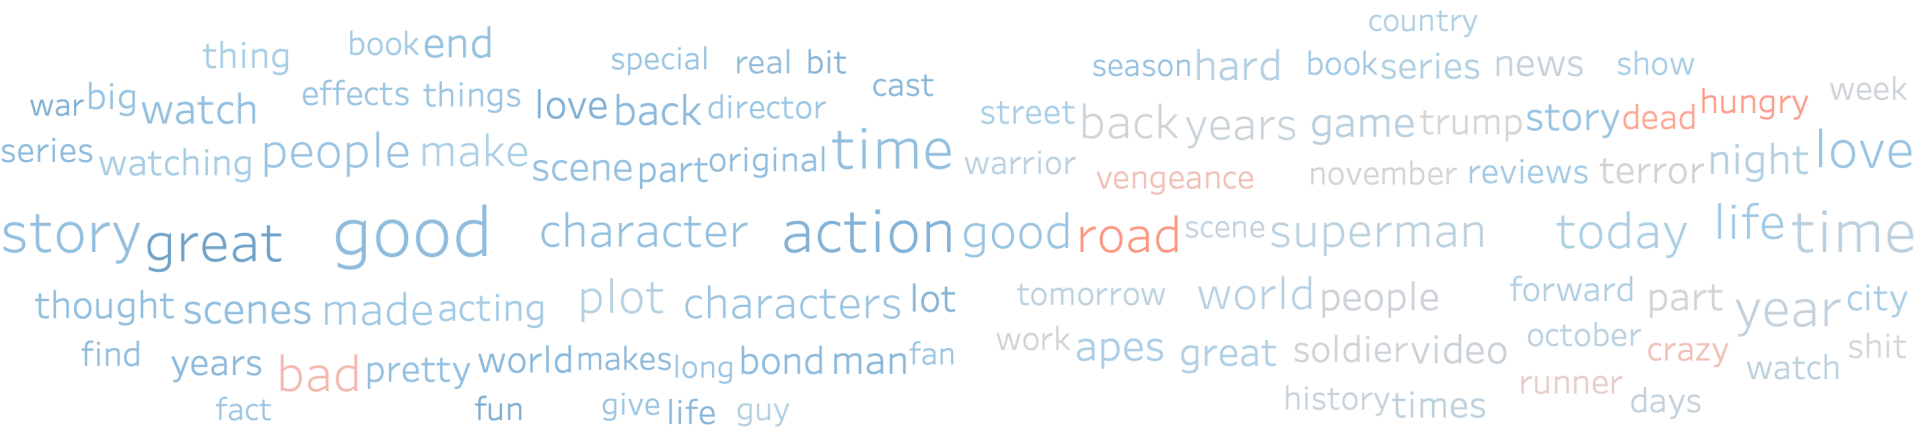 country
thing book end special real bit season hard book series news show
war big watch effects things love back director cast street back years game trump story dead hungry week
series watching people make scene part original time warrior vengeance november reviews terror night love
story great good character action good road scene superman today life time
thought scenes made acting plot characters lot tomorrow world people forward part year city
find years bad pretty world makes long bond man fan work apes great soldier video october crazy watch shit
fact fun give life guy history times runner days